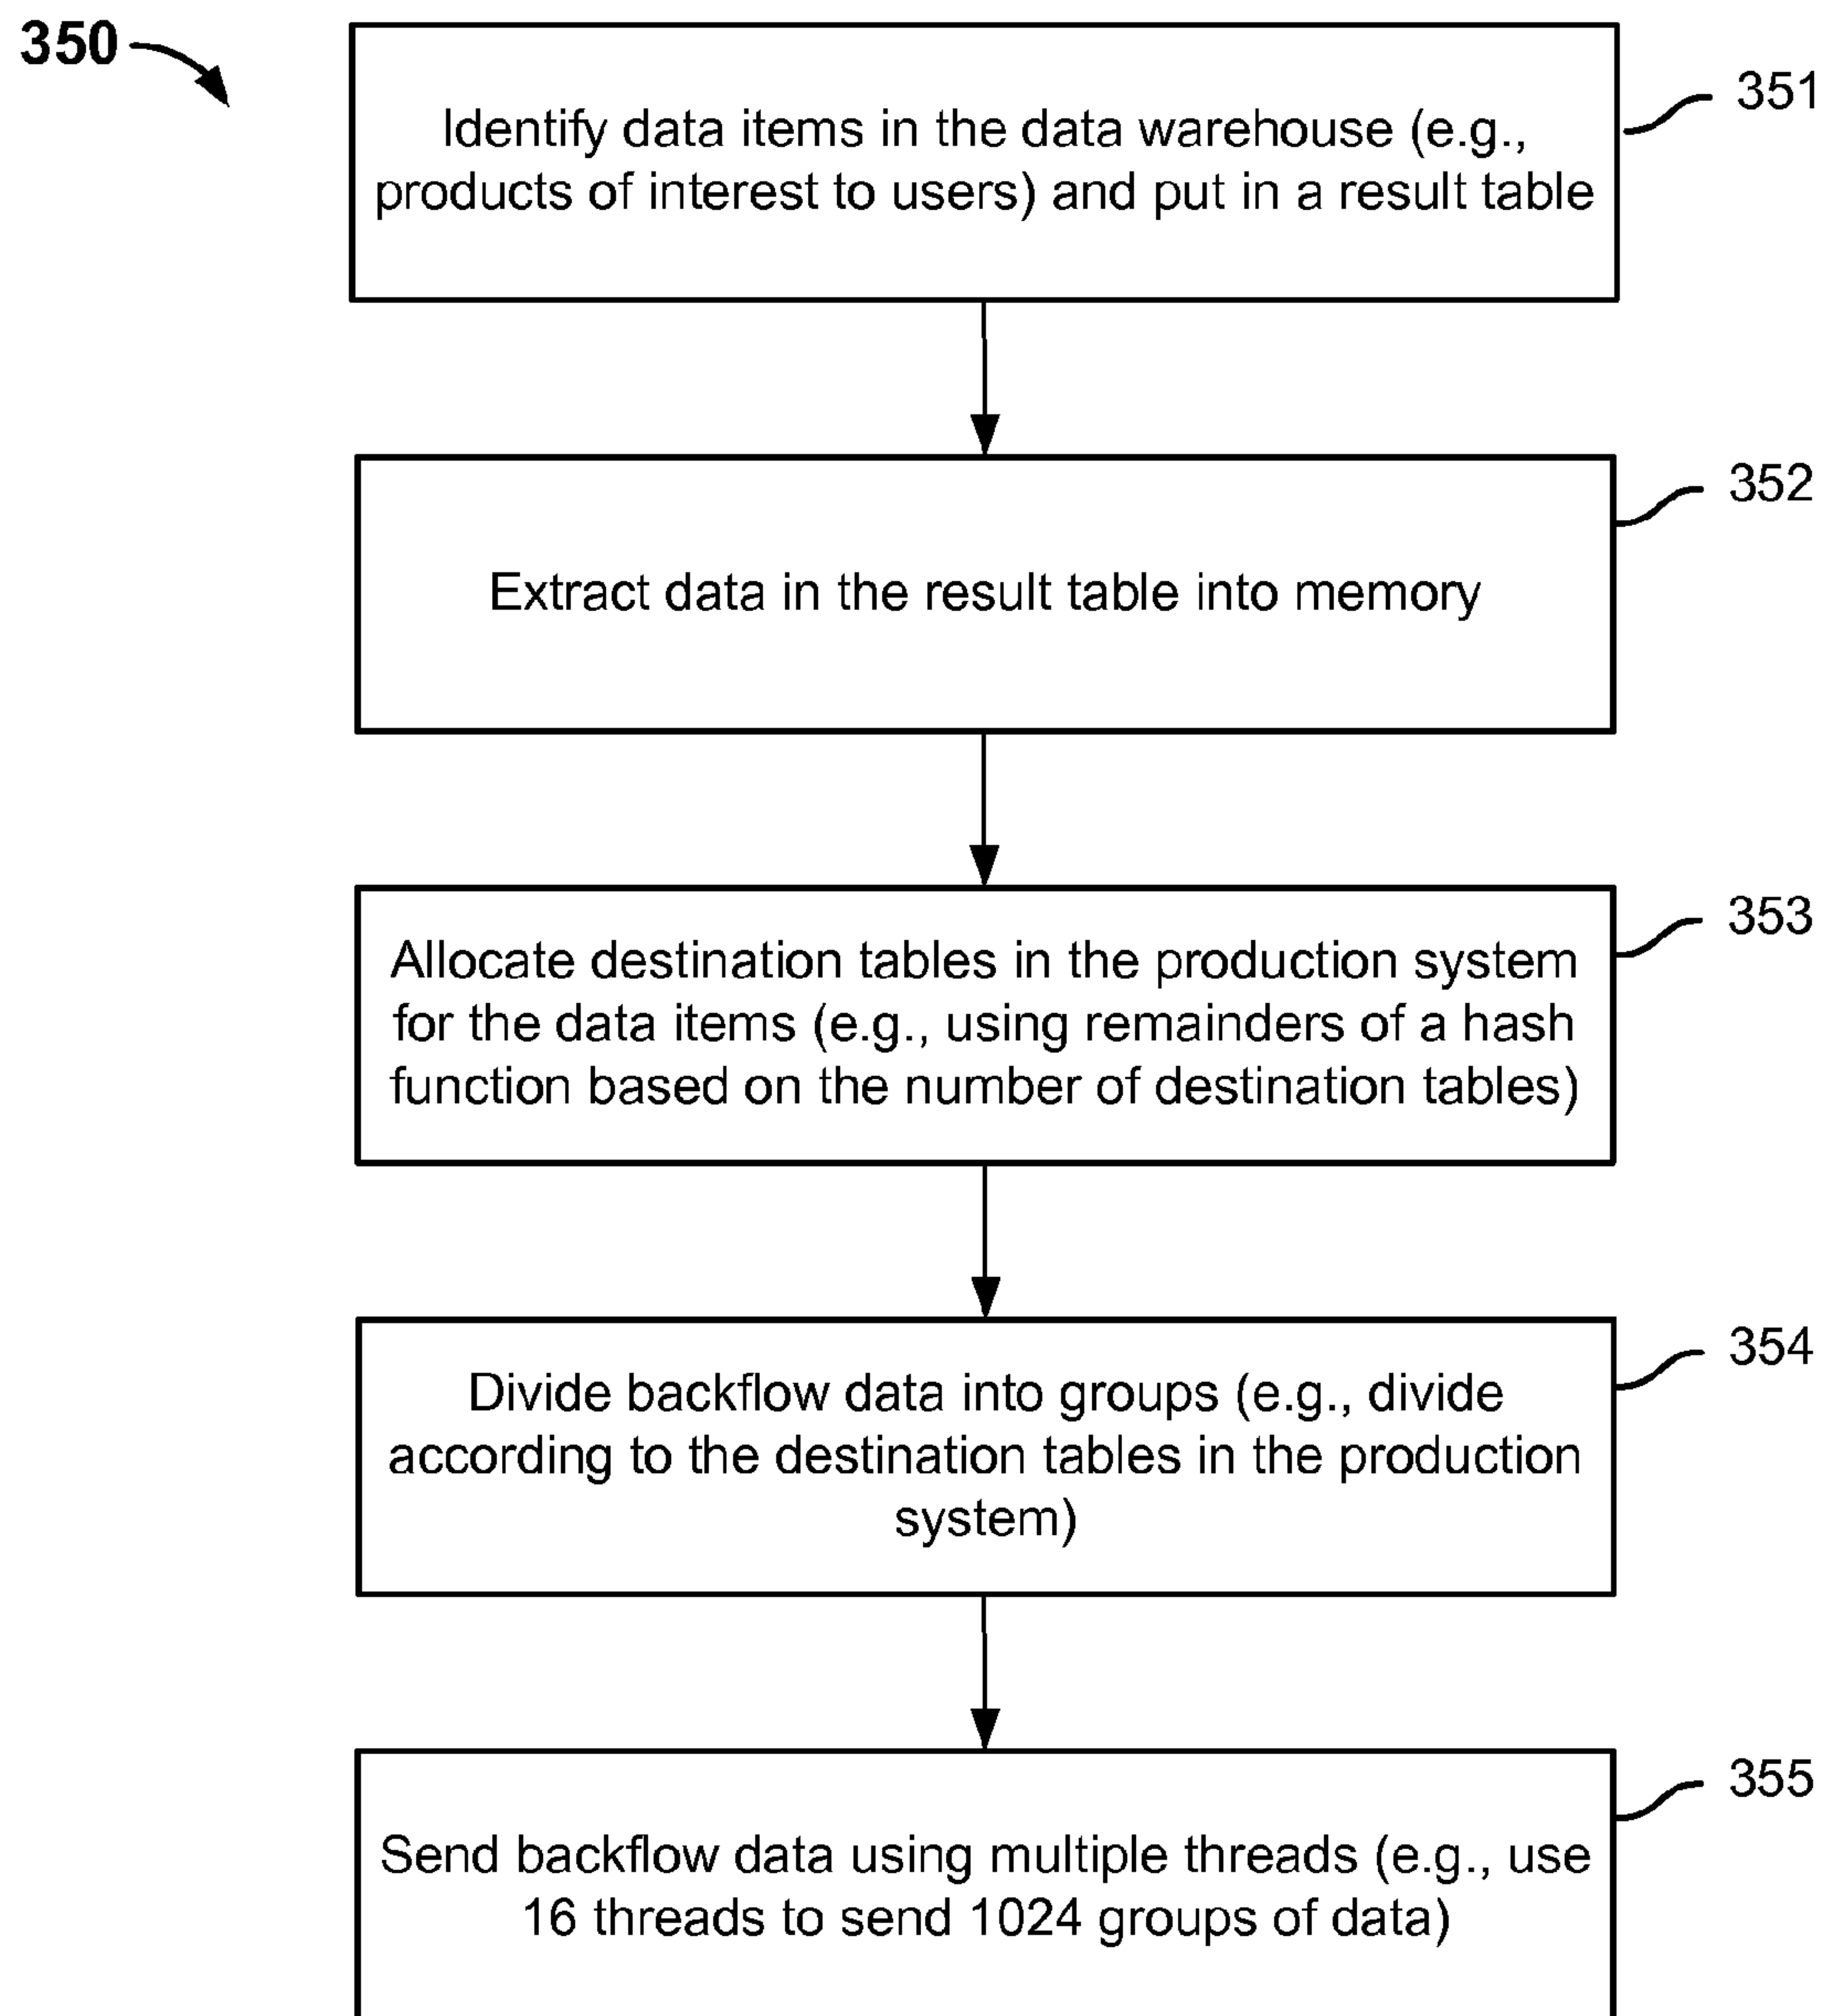 350
351
Identify data items in the data warehouse (e.g.,
products of interest to users) and put in a result table
352
Extract data in the result table into memory
353
Allocate destination tables in the production system
for the data items (e.g., using remainders of a hash
function based on the number of destination tables)
354
Divide backflow data into groups (e.g., divide
according to the destination tables in the production
system)
355
Send backflow data using multiple threads (e.g., use
16 threads to send 1024 groups of data)